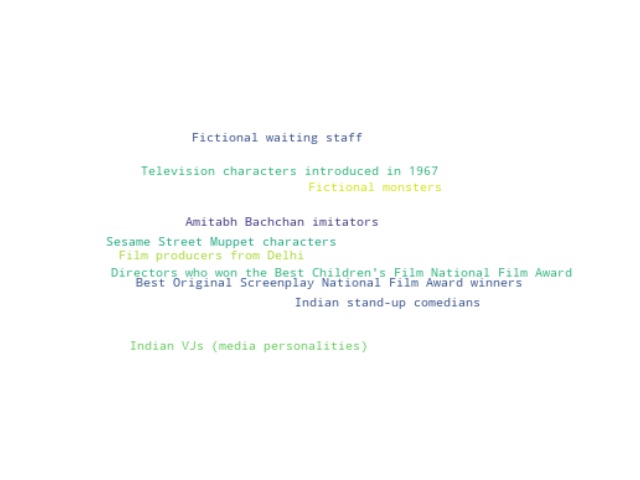 Fictional waiting staff
Television characters introduced in 1967
Fictional monsters
Amitabh Bachchan imitators
Sesame Street Muppet characters
Film producers from Delhi
Directors who won the Best Children's Film National Film Award
Best Original Screenplay National Film Award winners
Indian stand-up comedians
Indian VJs (media personalities)